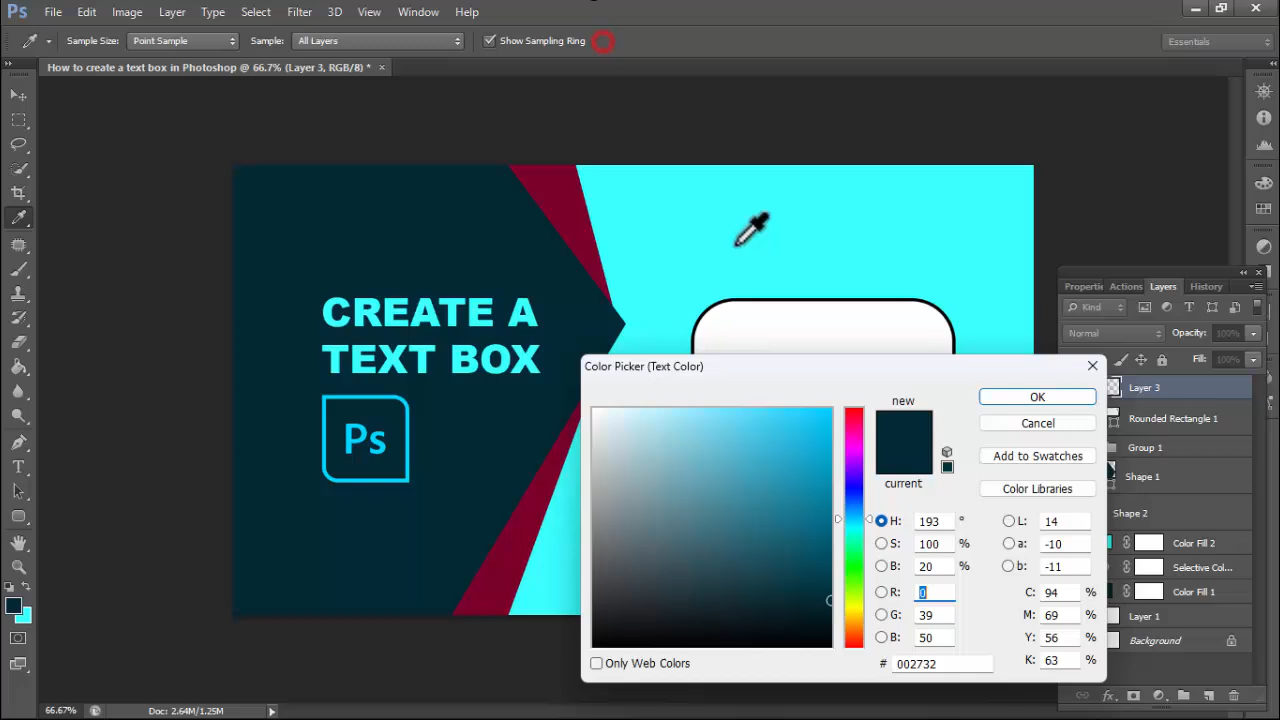 Ps File Edit Image Layer Type Select Filter 3D View Window Help
Sample Size: Point Sample Sample: All Layers Show Sampling Ring Essentials
How to create a text box in Photoshop @ 66.7% (Layer 3, RGB/8) * ×
CREATE A
TEXT BOX
Ps
Color Picker (Text Color)
new
current
OK
Cancel
Add to Swatches
Color Libraries
H: 193 ° L: 14
S: 100 % a: -10
B: 20 % b: -11
R: 0 C: 94 %
G: 39 M: 69 %
B: 50 Y: 56 %
# 002732 K: 63 %
Only Web Colors
Properti Actions Layers History
Kind
Normal Opacity: 100%
Fill: 100%
Layer 3
Rounded Rectangle 1
Group 1
Shape 1
Shape 2
Color Fill 2
Selective Co...
Color Fill 1
Layer 1
Background
fx
66.67% Doc: 2.64M/1.25M